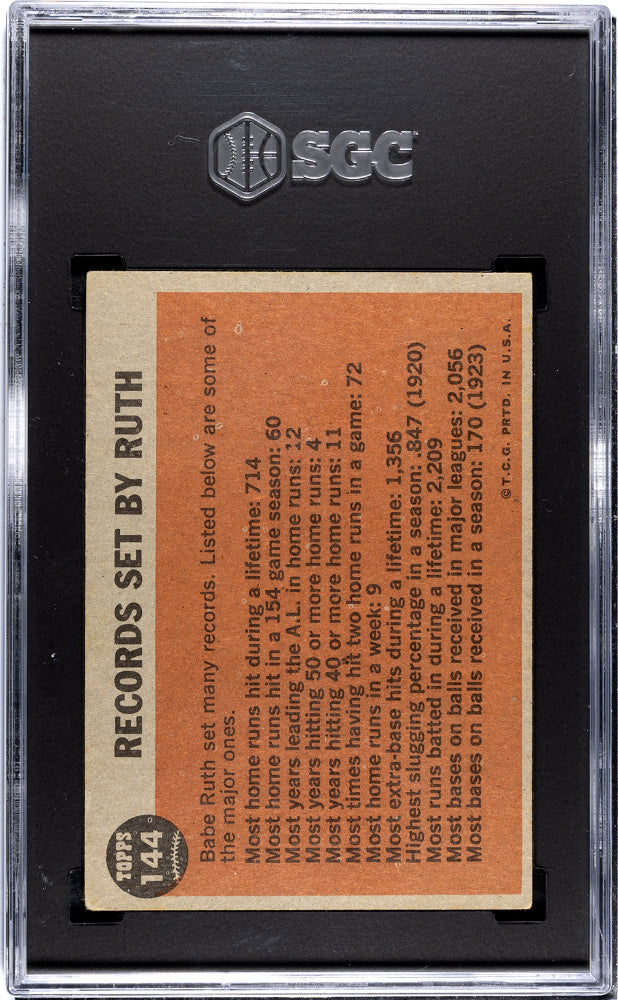 SGC
TOPPS
144
RECORDS SET BY RUTH
Babe Ruth set many records. Listed below are some of
the major ones.
Most home runs hit during a lifetime: 714
Most home runs hit in a 154 game season: 60
Most years leading the A.L. in home runs: 12
Most years hitting 50 or more home runs: 4
Most years hitting 40 or more home runs: 11
Most times having hit two home runs in a game: 72
Most home runs in a week: 9
Most extra-base hits during a lifetime: 1,356
Highest slugging percentage in a season: .847 (1920)
Most runs batted in during a lifetime: 2,209
Most bases on balls received in major leagues: 2,056
Most bases on balls received in a season: 170 (1923)
©T.C.G. PRTD. IN U.S.A.